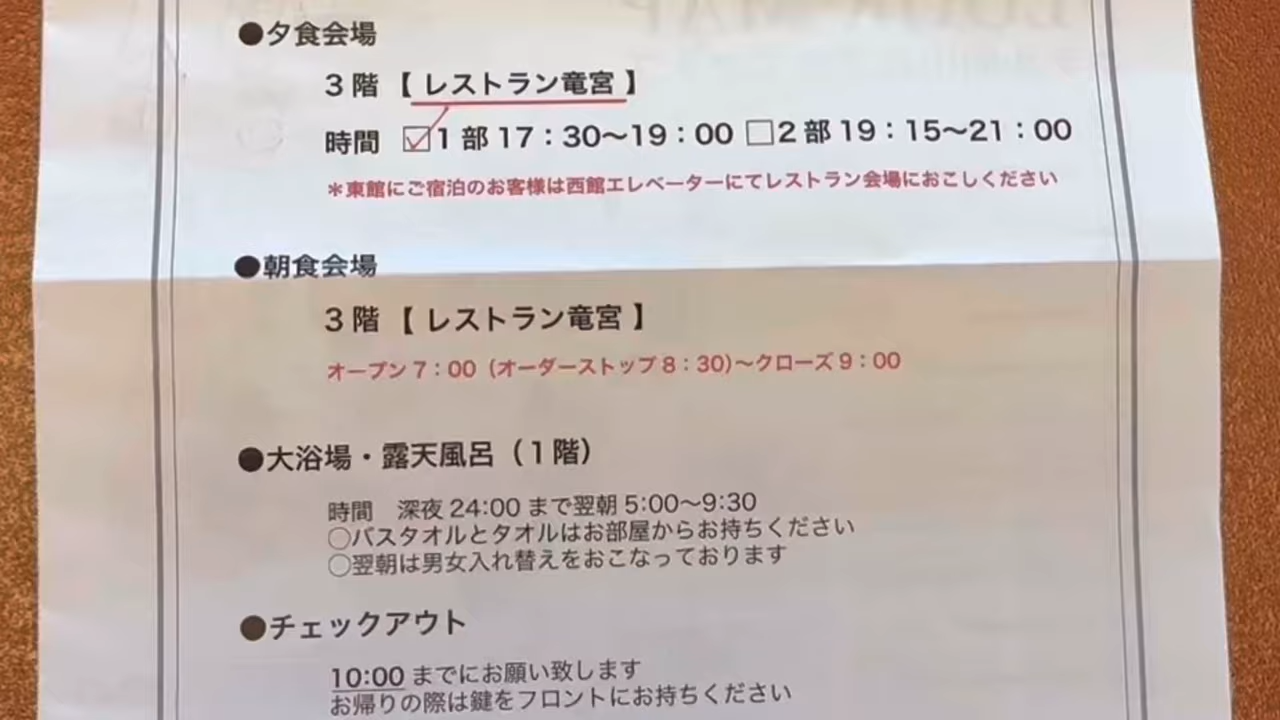 ●夕食会場
3階【レストラン竜宮】
時間 ☑1部17：30〜19：00 □2部19：15〜21：00
＊東館にご宿泊のお客様は西館エレベーターにてレストラン会場におこしください
●朝食会場
3階【レストラン竜宮】
オープン7：00（オーダーストップ8：30）〜クローズ9：00
●大浴場・露天風呂（1階）
時間　深夜24:00まで翌朝5:00〜9:30
○バスタオルとタオルはお部屋からお持ちください
○翌朝は男女入れ替えをおこなっております
●チェックアウト
10:00までにお願い致します
お帰りの際は鍵をフロントにお持ちください